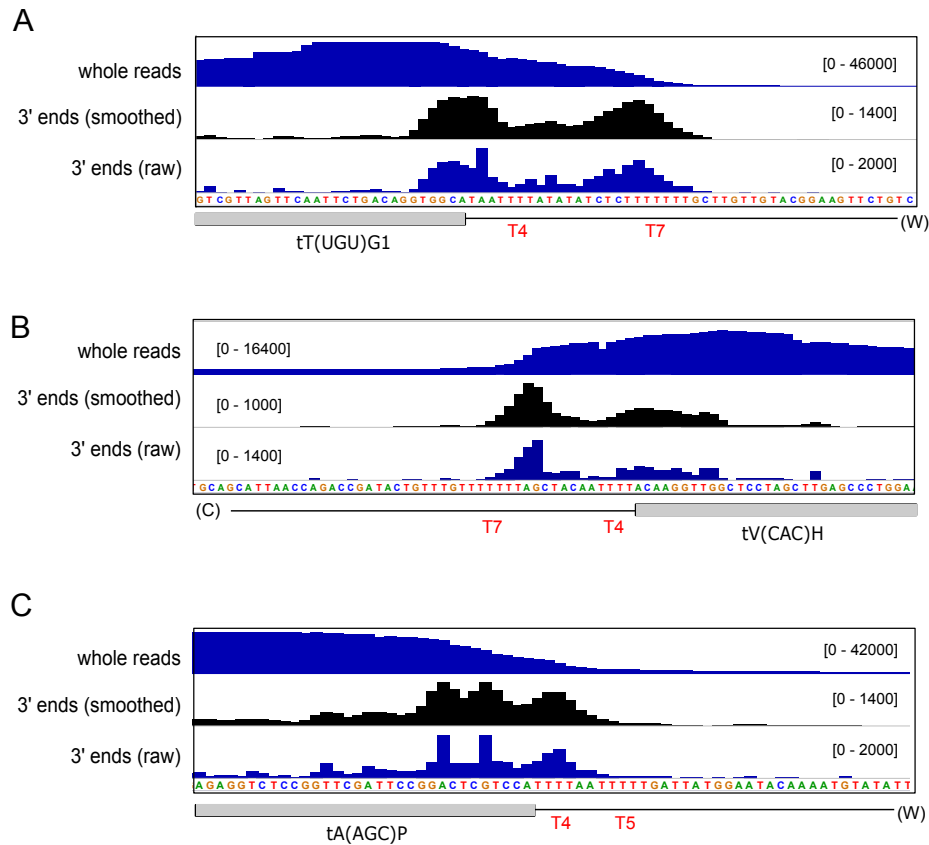 A
whole reads
[0 - 46000]
3' ends (smoothed)
[0 - 1400]
3' ends (raw)
[0 - 2000]
GTCGTTAGTTCAATTCTGACAGGTGGCATAATTTTATATATCTCTTTTTTTGCTTGTTGTACGGAAGTTCTGTC
tT(UGU)G1
T4
T7
(W)
B
whole reads
[0 - 16400]
3' ends (smoothed)
[0 - 1000]
3' ends (raw)
[0 - 1400]
TGCAGCATTAACCAGACCGATACTGTTTGTTTTTTTAGCTACAATTTTACAAGGTTGGCTCCTAGCTTGAGCCCTGGA
(C)
T7
T4
tV(CAC)H
C
whole reads
[0 - 42000]
3' ends (smoothed)
[0 - 1400]
3' ends (raw)
[0 - 2000]
AGAGGTCTCCGGTTCGATTCCGGACTCGTCCATTTTAATTTTTGATTATGGAATACAAAATGTATATT
tA(AGC)P
T4
T5
(W)